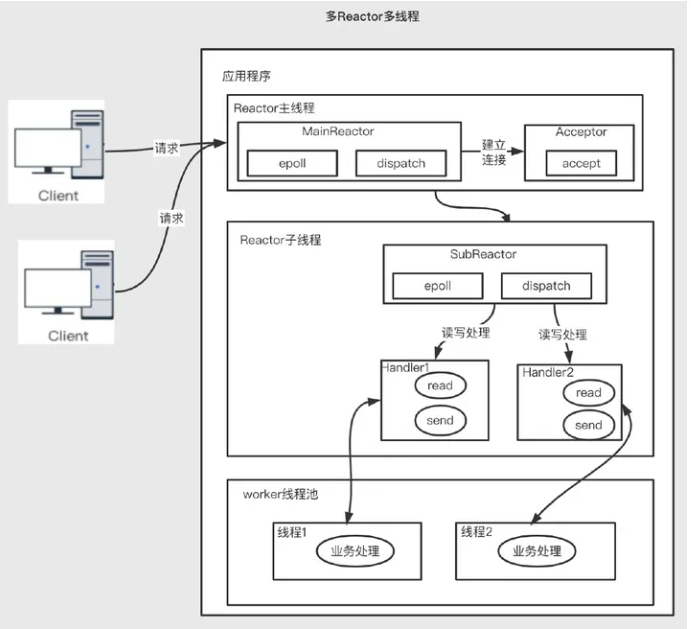 多Reactor多线程
应用程序
Reactor主线程
MainReactor
epoll
dispatch
建立
连接
Acceptor
accept
请求
Client
请求
Client
Reactor子线程
SubReactor
epoll
dispatch
读写处理
读写处理
Handler1
read
send
Handler2
read
send
worker线程池
线程1
业务处理
线程2
业务处理